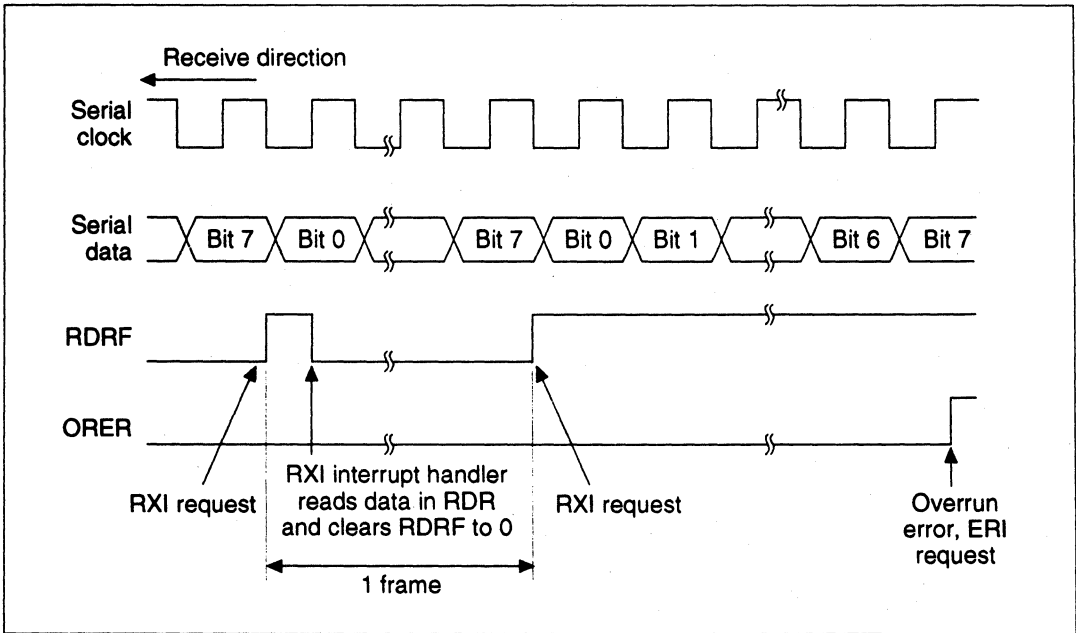 Receive direction
Serial
clock
Serial
data
Bit 7
Bit 0
Bit 7
Bit 0
Bit 1
Bit 6
Bit 7
RDRF
ORER
RXI request
RXI interrupt handler
reads data in RDR
and clears RDRF to 0
RXI request
Overrun
error, ERI
request
1 frame